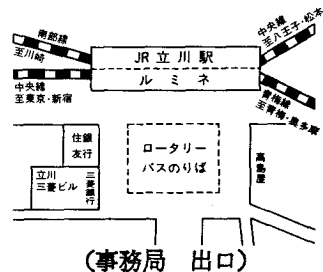 南部線
至川崎
中央線
至東京・新宿
JR 立川駅
ルミネ
中央線
至八王子・松本
青梅線
至青梅・奥多摩
住友
銀行
立川
三菱ビル
三菱銀行
ロータリー
バスのりば
高島屋
(事務局 出口)